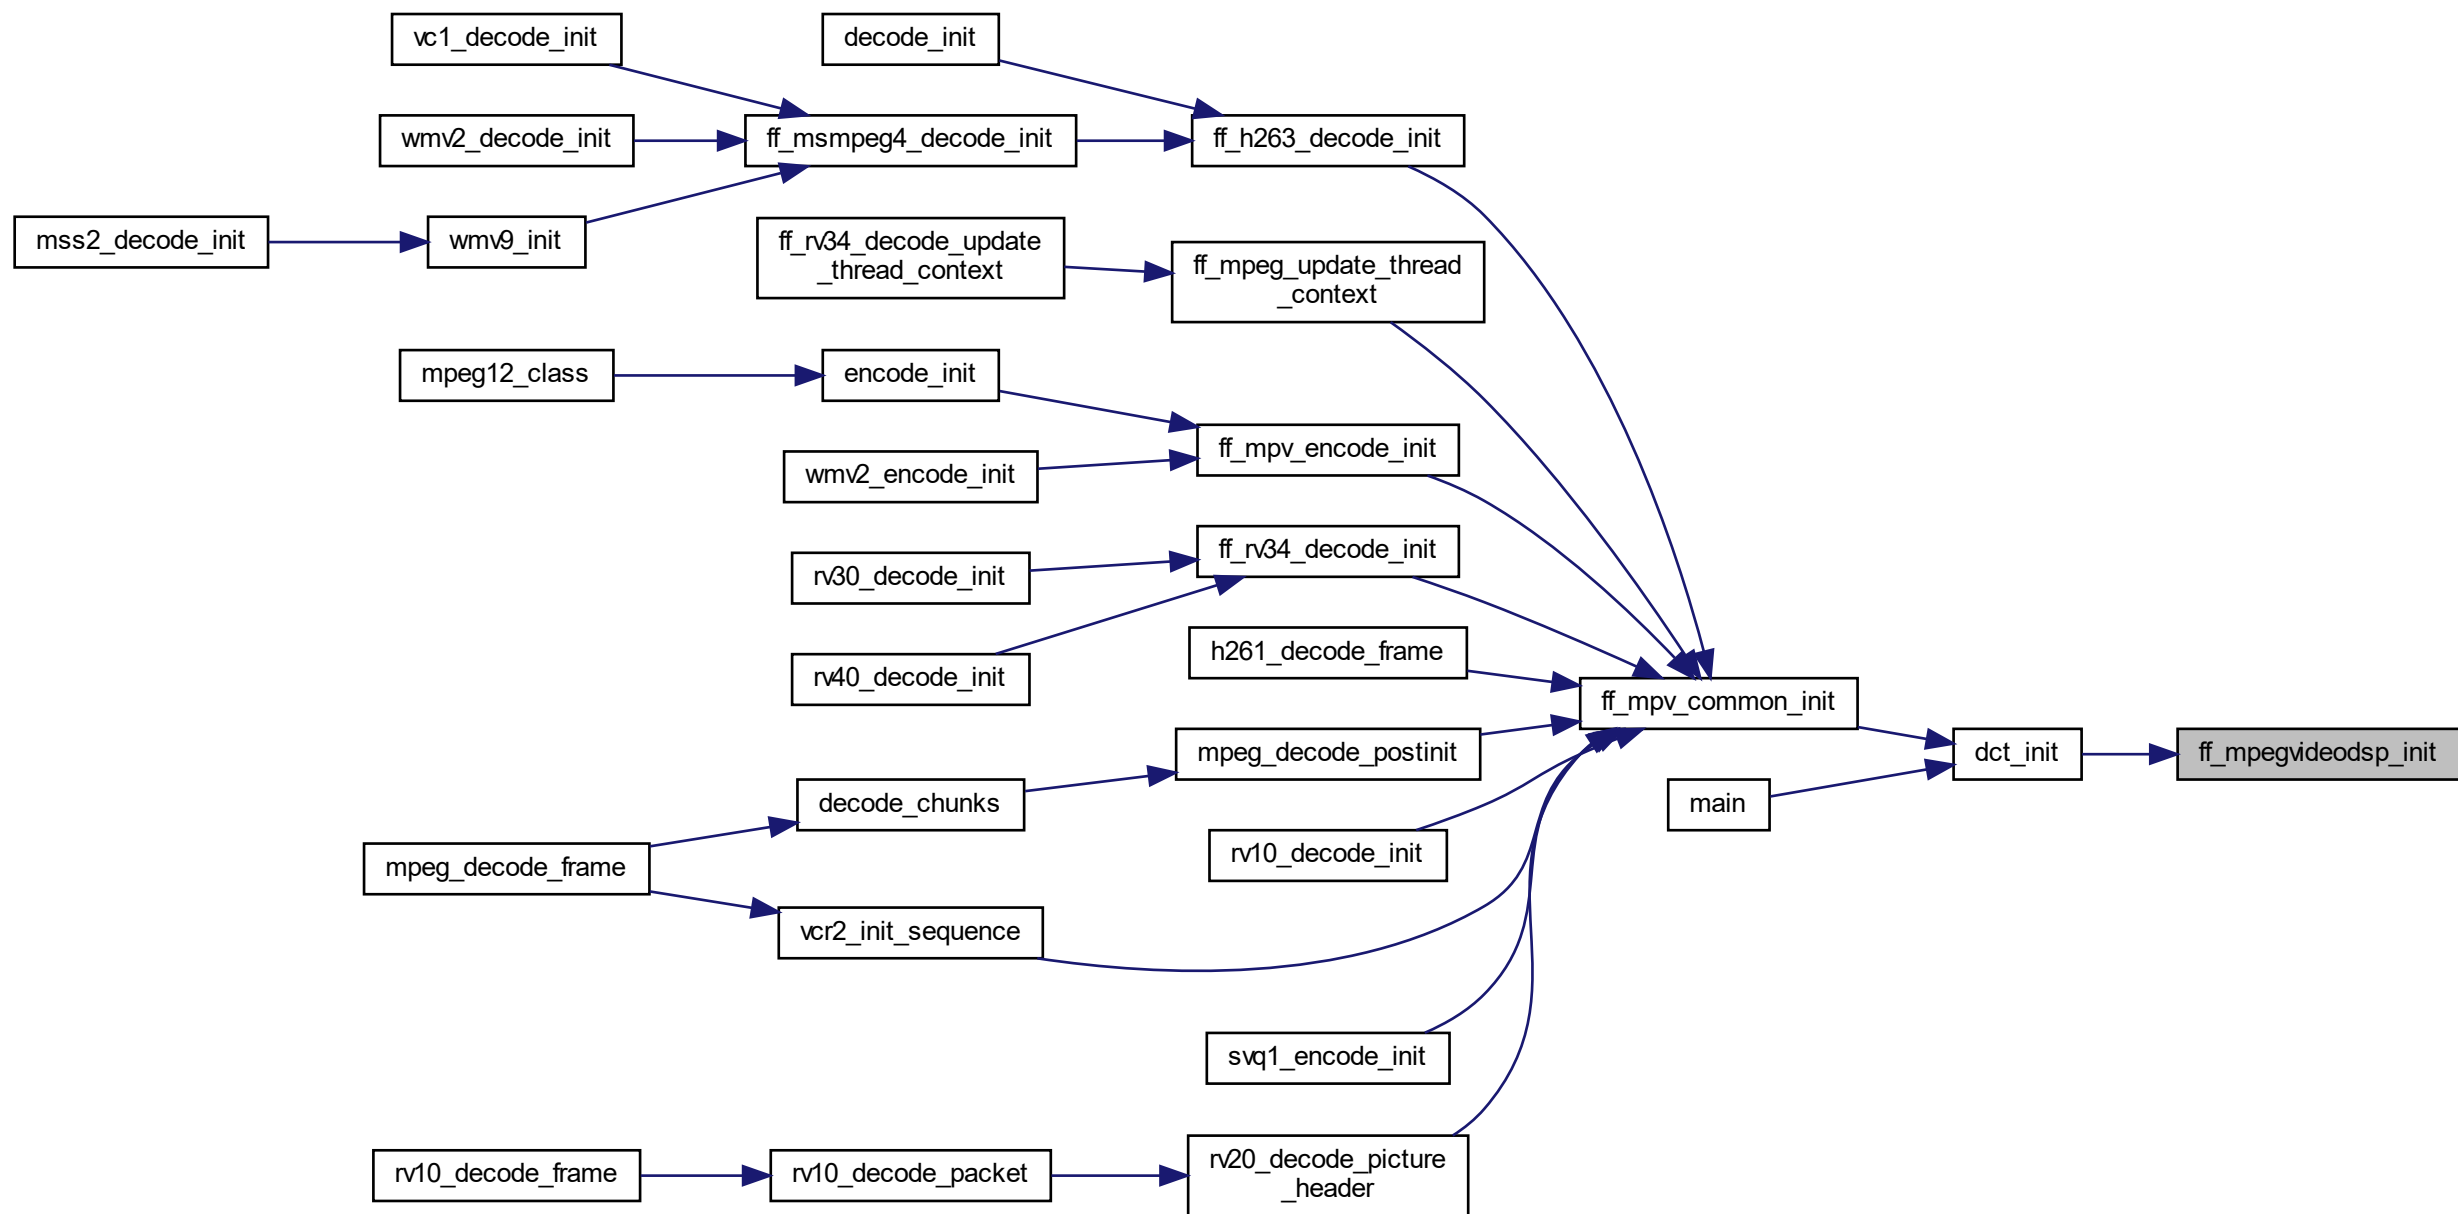 vc1_decode_init
decode_init
wmv2_decode_init
ff_msmpeg4_decode_init
ff_h263_decode_init
mss2_decode_init
wmv9_init
ff_rv34_decode_update
_thread_context
ff_mpeg_update_thread
_context
mpeg12_class
encode_init
ff_mpv_encode_init
wmv2_encode_init
ff_rv34_decode_init
rv30_decode_init
h261_decode_frame
rv40_decode_init
ff_mpv_common_init
mpeg_decode_postinit
dct_init
ff_mpegvideodsp_init
decode_chunks
main
mpeg_decode_frame
rv10_decode_init
vcr2_init_sequence
svq1_encode_init
rv10_decode_frame
rv10_decode_packet
rv20_decode_picture
_header